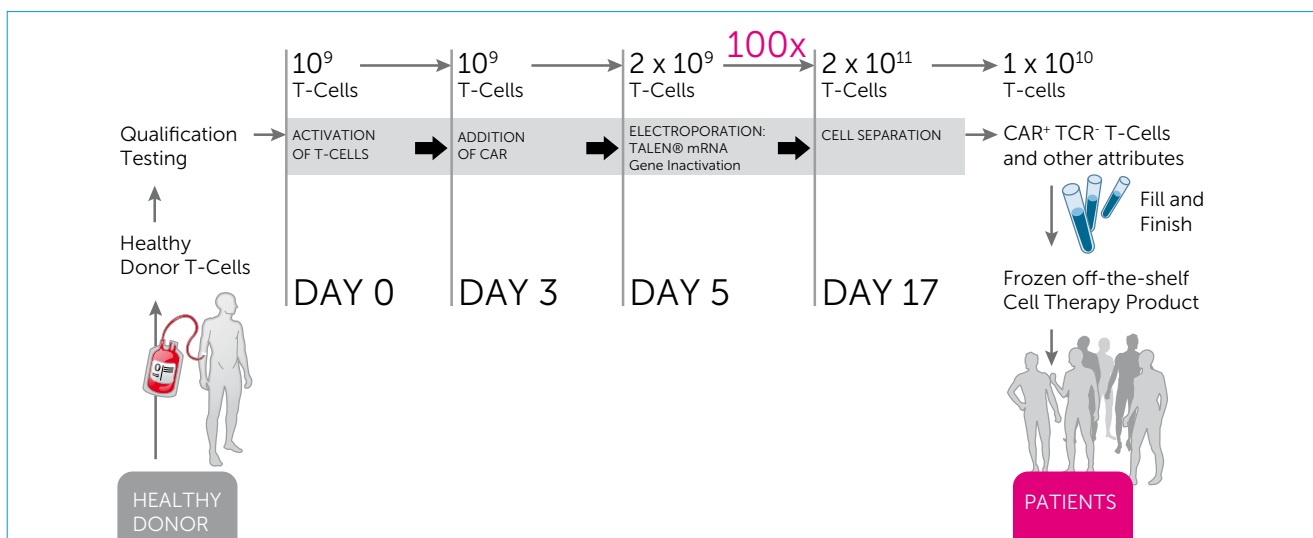 100x
10⁹
T-Cells
10⁹
T-Cells
2 x 10⁹
T-Cells
2 x 10¹¹
T-Cells
1 x 10¹⁰
T-cells
Qualification
Testing
ACTIVATION
OF T-CELLS
ADDITION
OF CAR
ELECTROPORATION:
TALEN® mRNA
Gene Inactivation
CELL SEPARATION
CAR⁺ TCR⁻ T-Cells
and other attributes
Fill and
Finish
Healthy
Donor T-Cells
DAY 0
DAY 3
DAY 5
DAY 17
Frozen off-the-shelf
Cell Therapy Product
HEALTHY
DONOR
PATIENTS